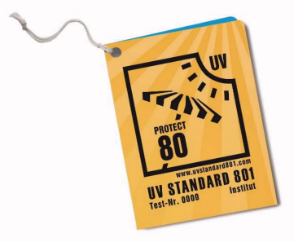 UV
PROTECT
80
www.uvstandard801.com
UV STANDARD 801
Institut
Test-Nr. 0000